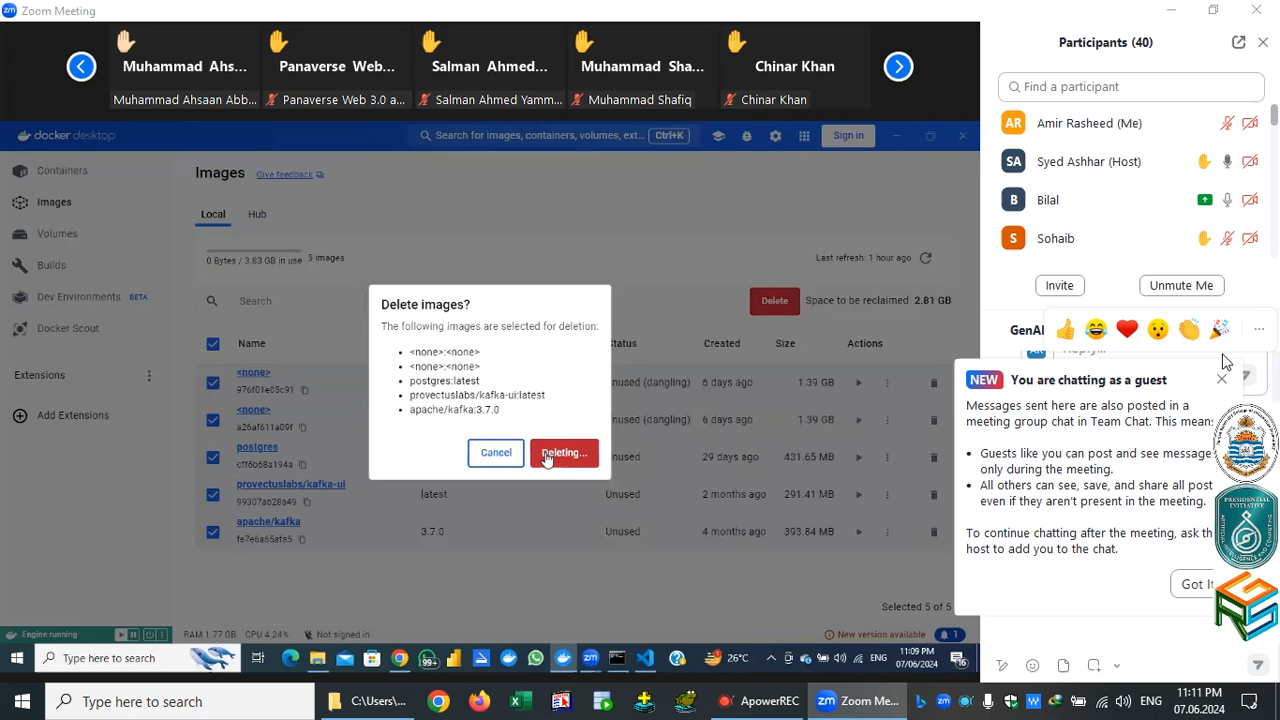 Zoom Meeting
Muhammad Ahs...
Panaverse Web...
Salman Ahmed...
Muhammad Sha...
Chinar Khan
Muhammad Ahsaan Abb...
Panaverse Web 3.0 a...
Salman Ahmed Yamm...
Muhammad Shafiq
Chinar Khan
Participants (40)
Find a participant
AR Amir Rasheed (Me)
SA Syed Ashhar (Host)
B Bilal
S Sohaib
Invite
Unmute Me
GenAI
AR
Reply...
NEW You are chatting as a guest
Messages sent here are also posted in a
meeting group chat in Team Chat. This means
Guests like you can post and see message
only during the meeting.
All others can see, save, and share all post
even if they aren't present in the meeting.
To continue chatting after the meeting, ask th
host to add you to the chat.
Got It
docker desktop
Search for images, containers, volumes, ext... Ctrl+K
Sign in
Containers
Images
Volumes
Builds
Dev Environments BETA
Docker Scout
Extensions
Add Extensions
Images Give feedback
Local Hub
0 Bytes / 3.83 GB in use 5 images
Last refresh: 1 hour ago
Search
Delete Space to be reclaimed 2.81 GB
Name Status Created Size Actions
<none> unused (dangling) 6 days ago 1.39 GB
976f01e05c91
<none> unused (dangling) 6 days ago 1.39 GB
a26af611a09f
postgres 29 days ago 431.65 MB
cff6b68a194a
provectuslabs/kafka-ui latest Unused 2 months ago 291.41 MB
99307ab28a49
apache/kafka 3.7.0 Unused 4 months ago 393.84 MB
fe7e6a65afa5
Delete images?
The following images are selected for deletion:
<none>:<none>
<none>:<none>
postgres:latest
provectuslabs/kafka-ui:latest
apache/kafka:3.7.0
Cancel
Deleting...
Selected 5 of 5
Engine running
RAM 1.77 GB CPU 4.24% Not signed in
New version available 1
Type here to search
99+
26°C
ENG
11:09 PM
07/06/2024
16
Type here to search
C:\Users\...
ApowerREC
Zoom Me...
ENG
11:11 PM
07.06.2024